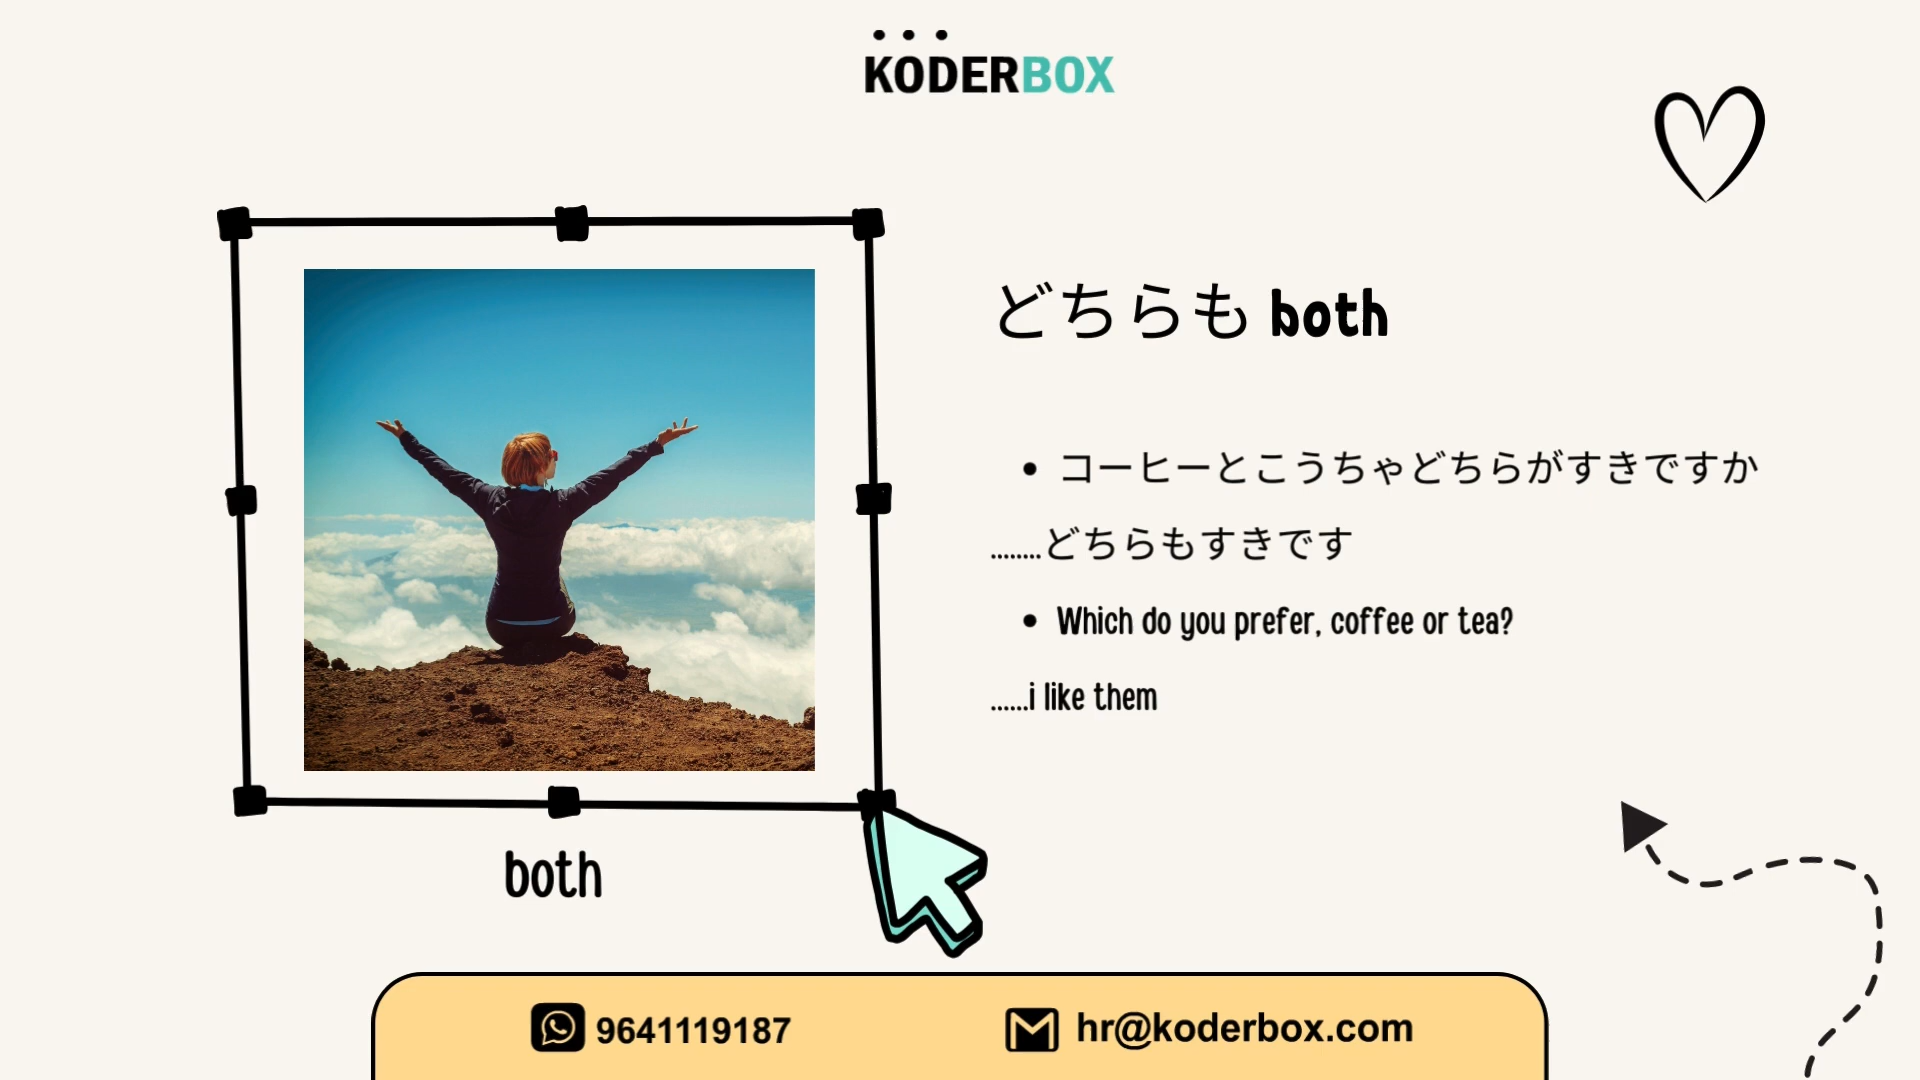 KODERBOX
どちらも both
• コーヒーとこうちゃどちらがすきですか
........どちらもすきです
• Which do you prefer, coffee or tea?
......i like them
both
9641119187
hr@koderbox.com